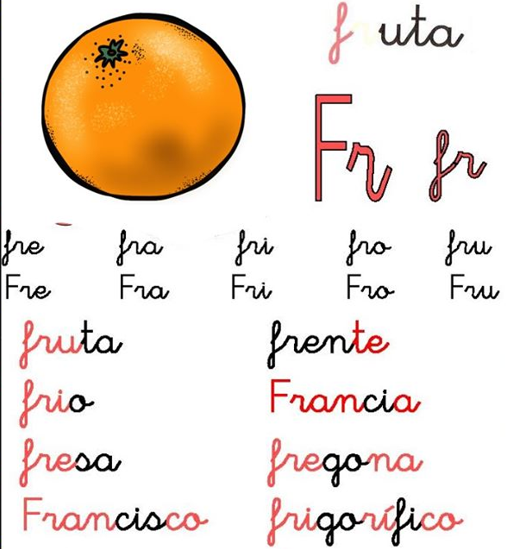 f uta
Fr fr
fre fra fri fro fru
Fre Fra Fri Fro Fru
fruta frente
frio Francia
fresa fregona
Francisco frigorífico